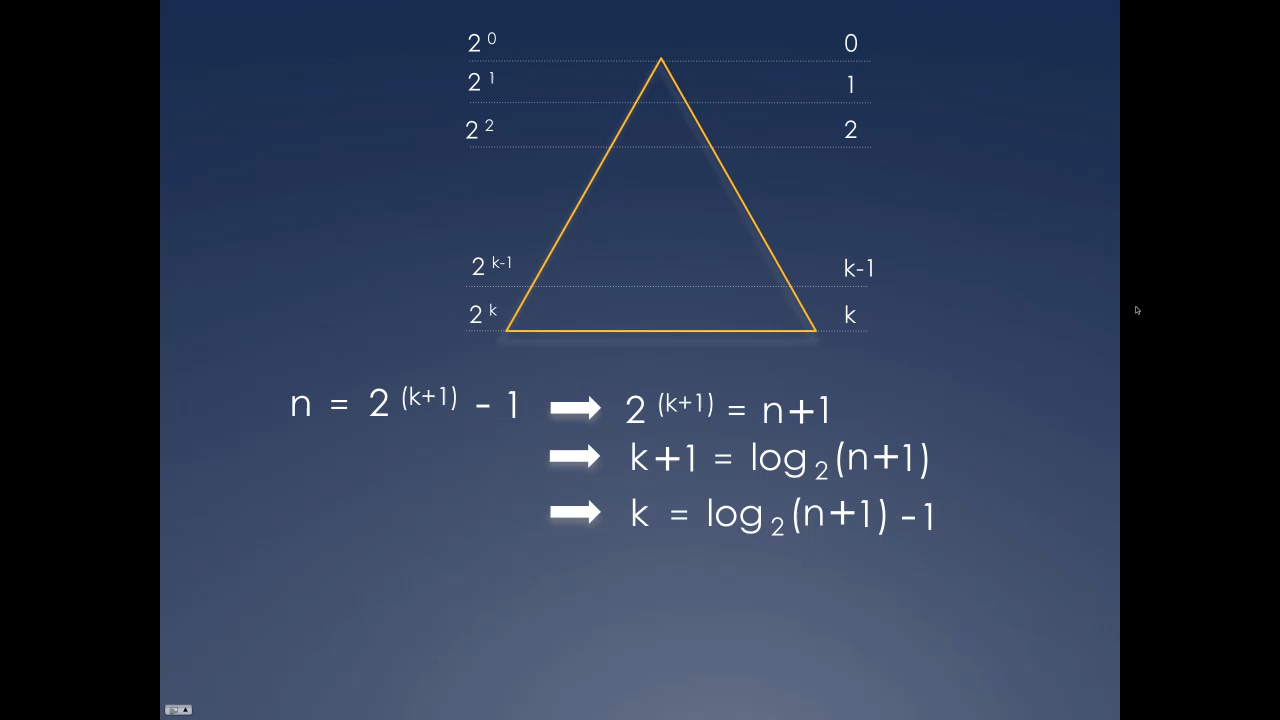 2 ⁰ 0
2 ¹ 1
2 ² 2
2 ᵏ⁻¹ k-1
2 ᵏ k
n = 2 ⁽ᵏ⁺¹⁾ - 1 ➡ 2 ⁽ᵏ⁺¹⁾ = n+1
➡ k+1 = log ₂ (n+1)
➡ k = log ₂ (n+1) -1